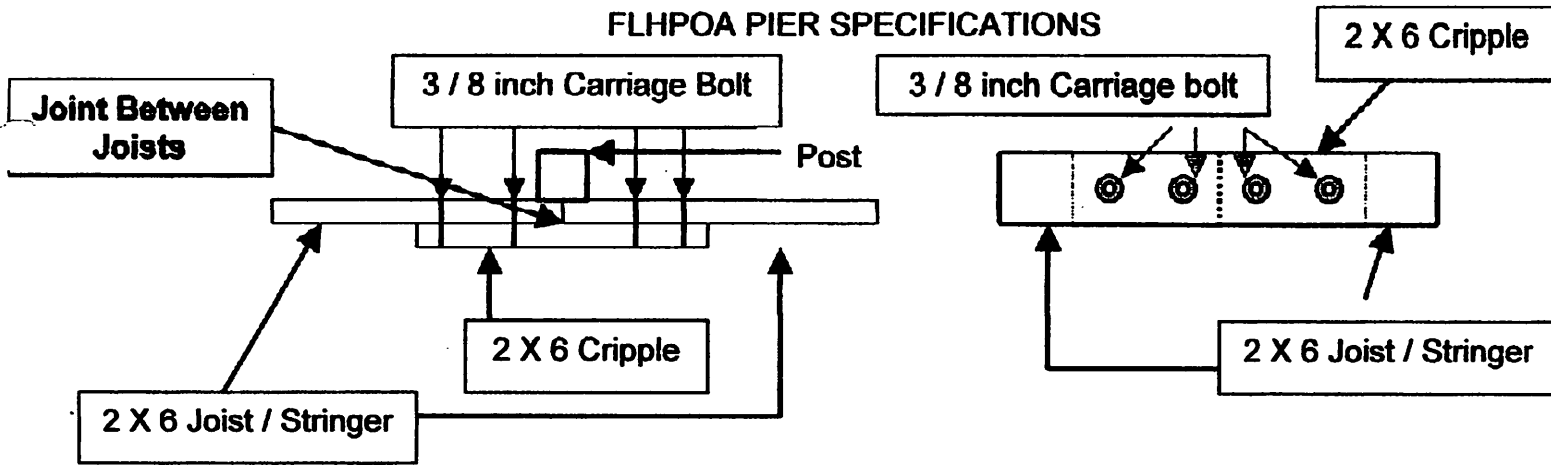 FLHPOA PIER SPECIFICATIONS
2 X 6 Cripple
3 / 8 inch Carriage Bolt
3 / 8 inch Carriage bolt
Joint Between
Joists
Post
2 X 6 Cripple
2 X 6 Joist / Stringer
2 X 6 Joist / Stringer